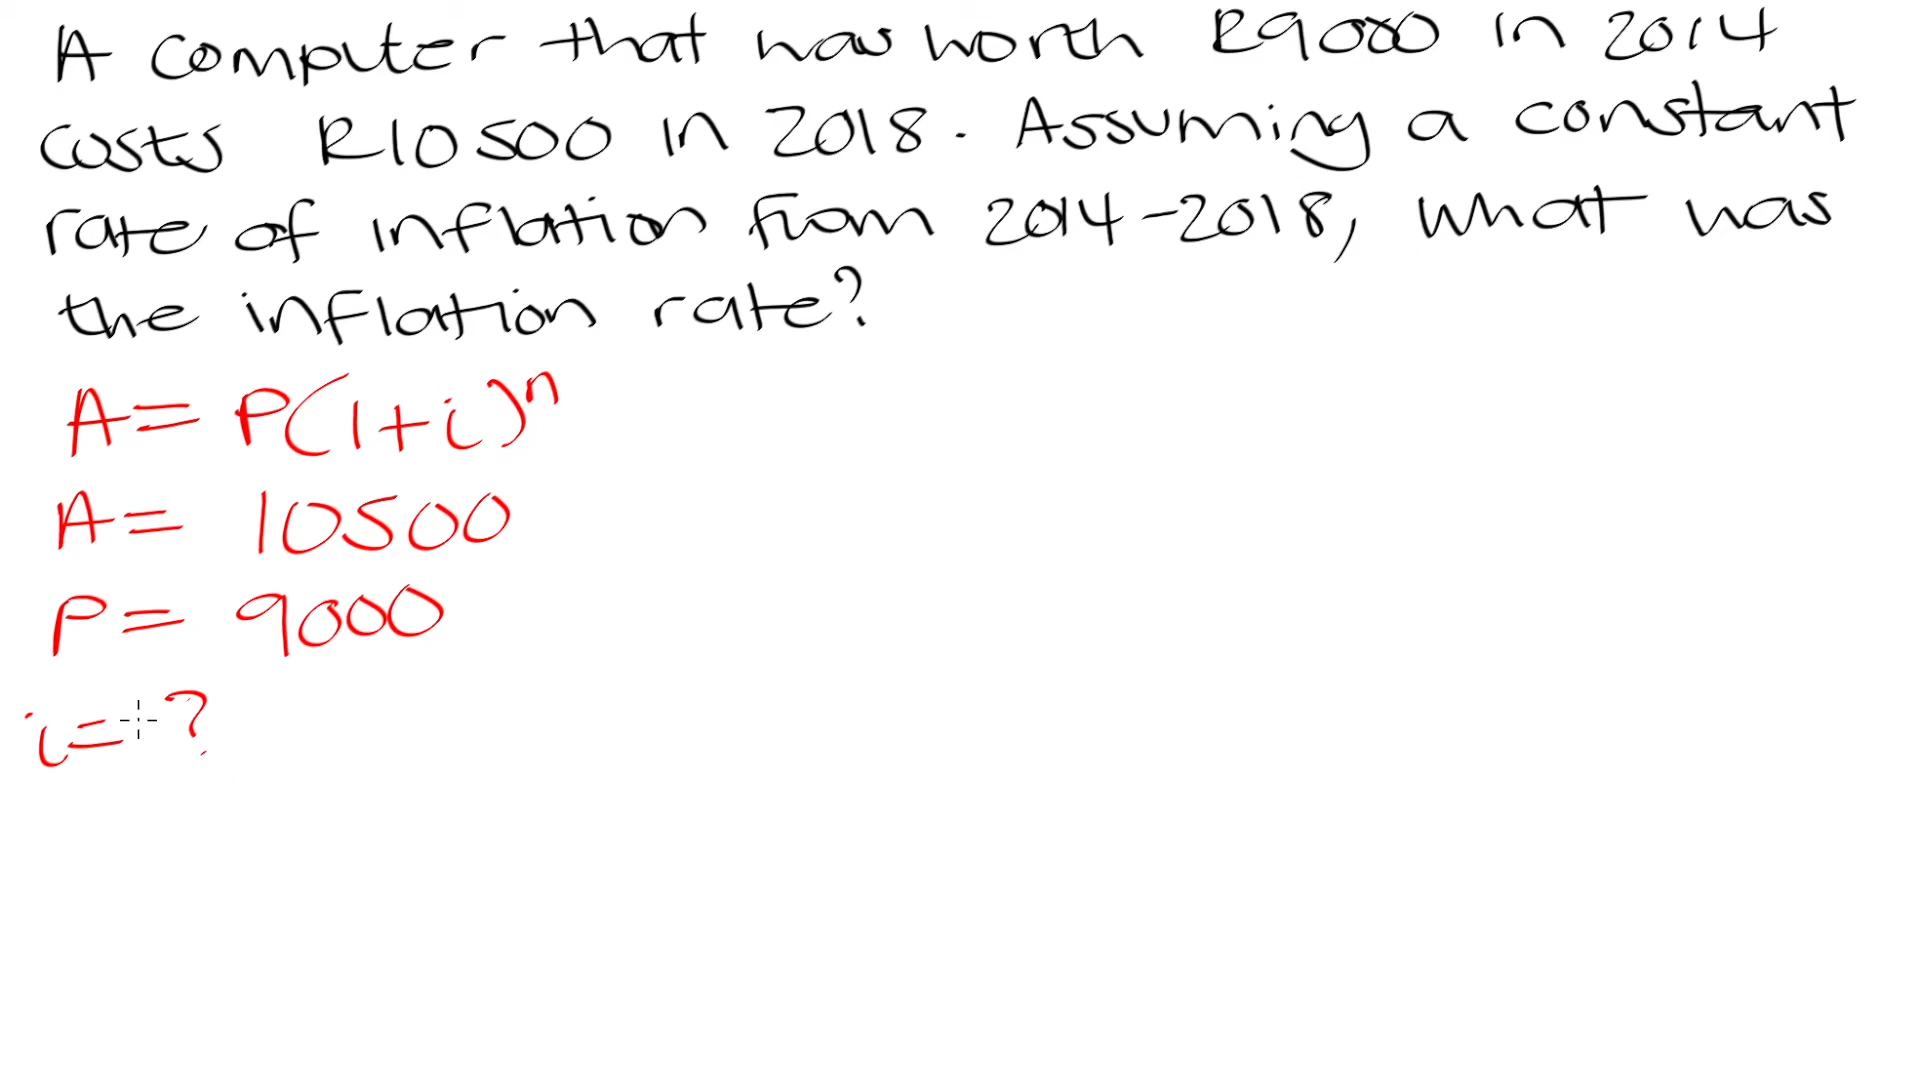 A computer that was worth R9000 in 2014
costs R10500 in 2018. Assuming a constant
rate of inflation from 2014-2018, what was
the inflation rate?
A= P(1+i)ⁿ
A= 10500
P= 9000
i= ?